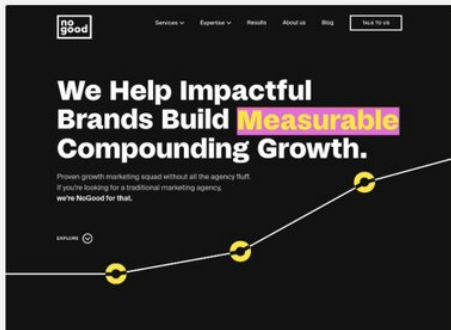 no
good
Services
Expertise
Results
About us
Blog
TALK TO US
We Help Impactful
Brands Build Measurable
Compounding Growth.
Proven growth marketing squad without all the agency fluff.
If you're looking for a traditional marketing agency,
we're NoGood for that.
EXPLORE